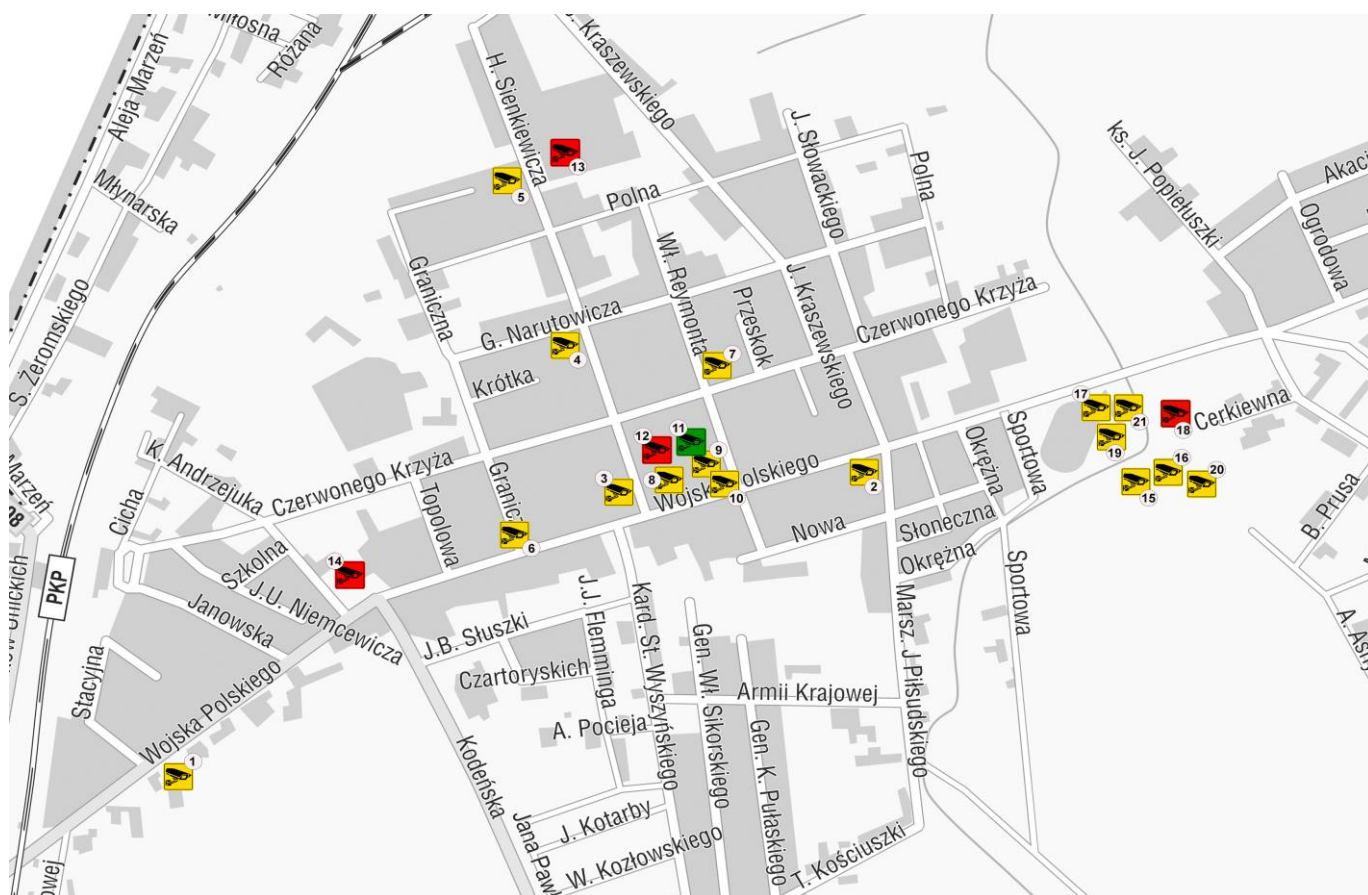 Miłosna
Różana
Aleja Marzeń
Młynarska
S. Żeromskiego
H. Sienkiewicza
Kraszewskiego
J. Słowackiego
Polna
Polna
ks. J. Popiełuszki
Ogrodowa
13
5
Graniczna
Wł. Reymonta
J. Kraszewskiego
Przeskok
Czerwonego Krzyża
G. Narutowicza
4
7
Krótka
17
21
18
Cerkiewna
19
16
15
20
Sportowa
Okrężna
12
11
9
8
10
3
Wojska Polskiego
2
K. Andrzejuka
Czerwonego Krzyża
Cicha
Marzeń
Topolowa
6
Nowa
Słoneczna
Okrężna
B. Prusa
14
Szkolna
J.U. Niemcewicza
Janowska
PKP
Stacyjna
J.B. Słuszki
J.J. Flemminga
Kard. St. Wyszyńskiego
Gen. Wł. Sikorskiego
Marsz. J Piłsudskiego
Sportowa
Czartoryskich
Armii Krajowej
A. Pocieja
Wojska Polskiego
1
Kodeńska
Gen. K. Pułaskiego
J. Kotarby
W. Kozłowskiego
T. Kościuszki